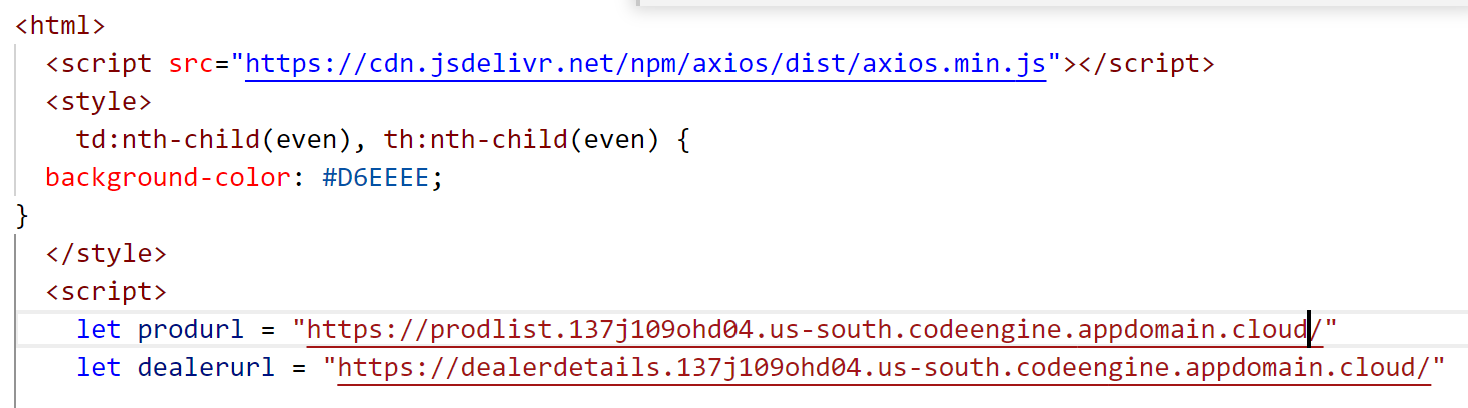 <html>
<script src="https://cdn.jsdelivr.net/npm/axios/dist/axios.min.js"></script>
<style>
td:nth-child(even), th:nth-child(even) {
background-color: #D6EEEE;
}
</style>
<script>
let produrl = "https://prodlist.137j109ohd04.us-south.codeengine.appdomain.cloud/"
let dealerurl = "https://dealerdetails.137j109ohd04.us-south.codeengine.appdomain.cloud/"